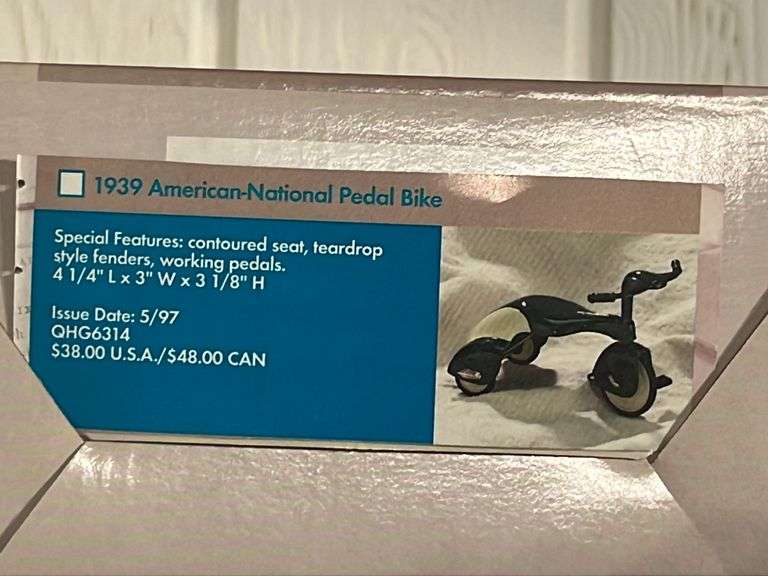 1939 American-National Pedal Bike
Special Features: contoured seat, teardrop
style fenders, working pedals.
4 1/4" L x 3" W x 3 1/8" H
Issue Date: 5/97
QHG6314
$38.00 U.S.A./$48.00 CAN